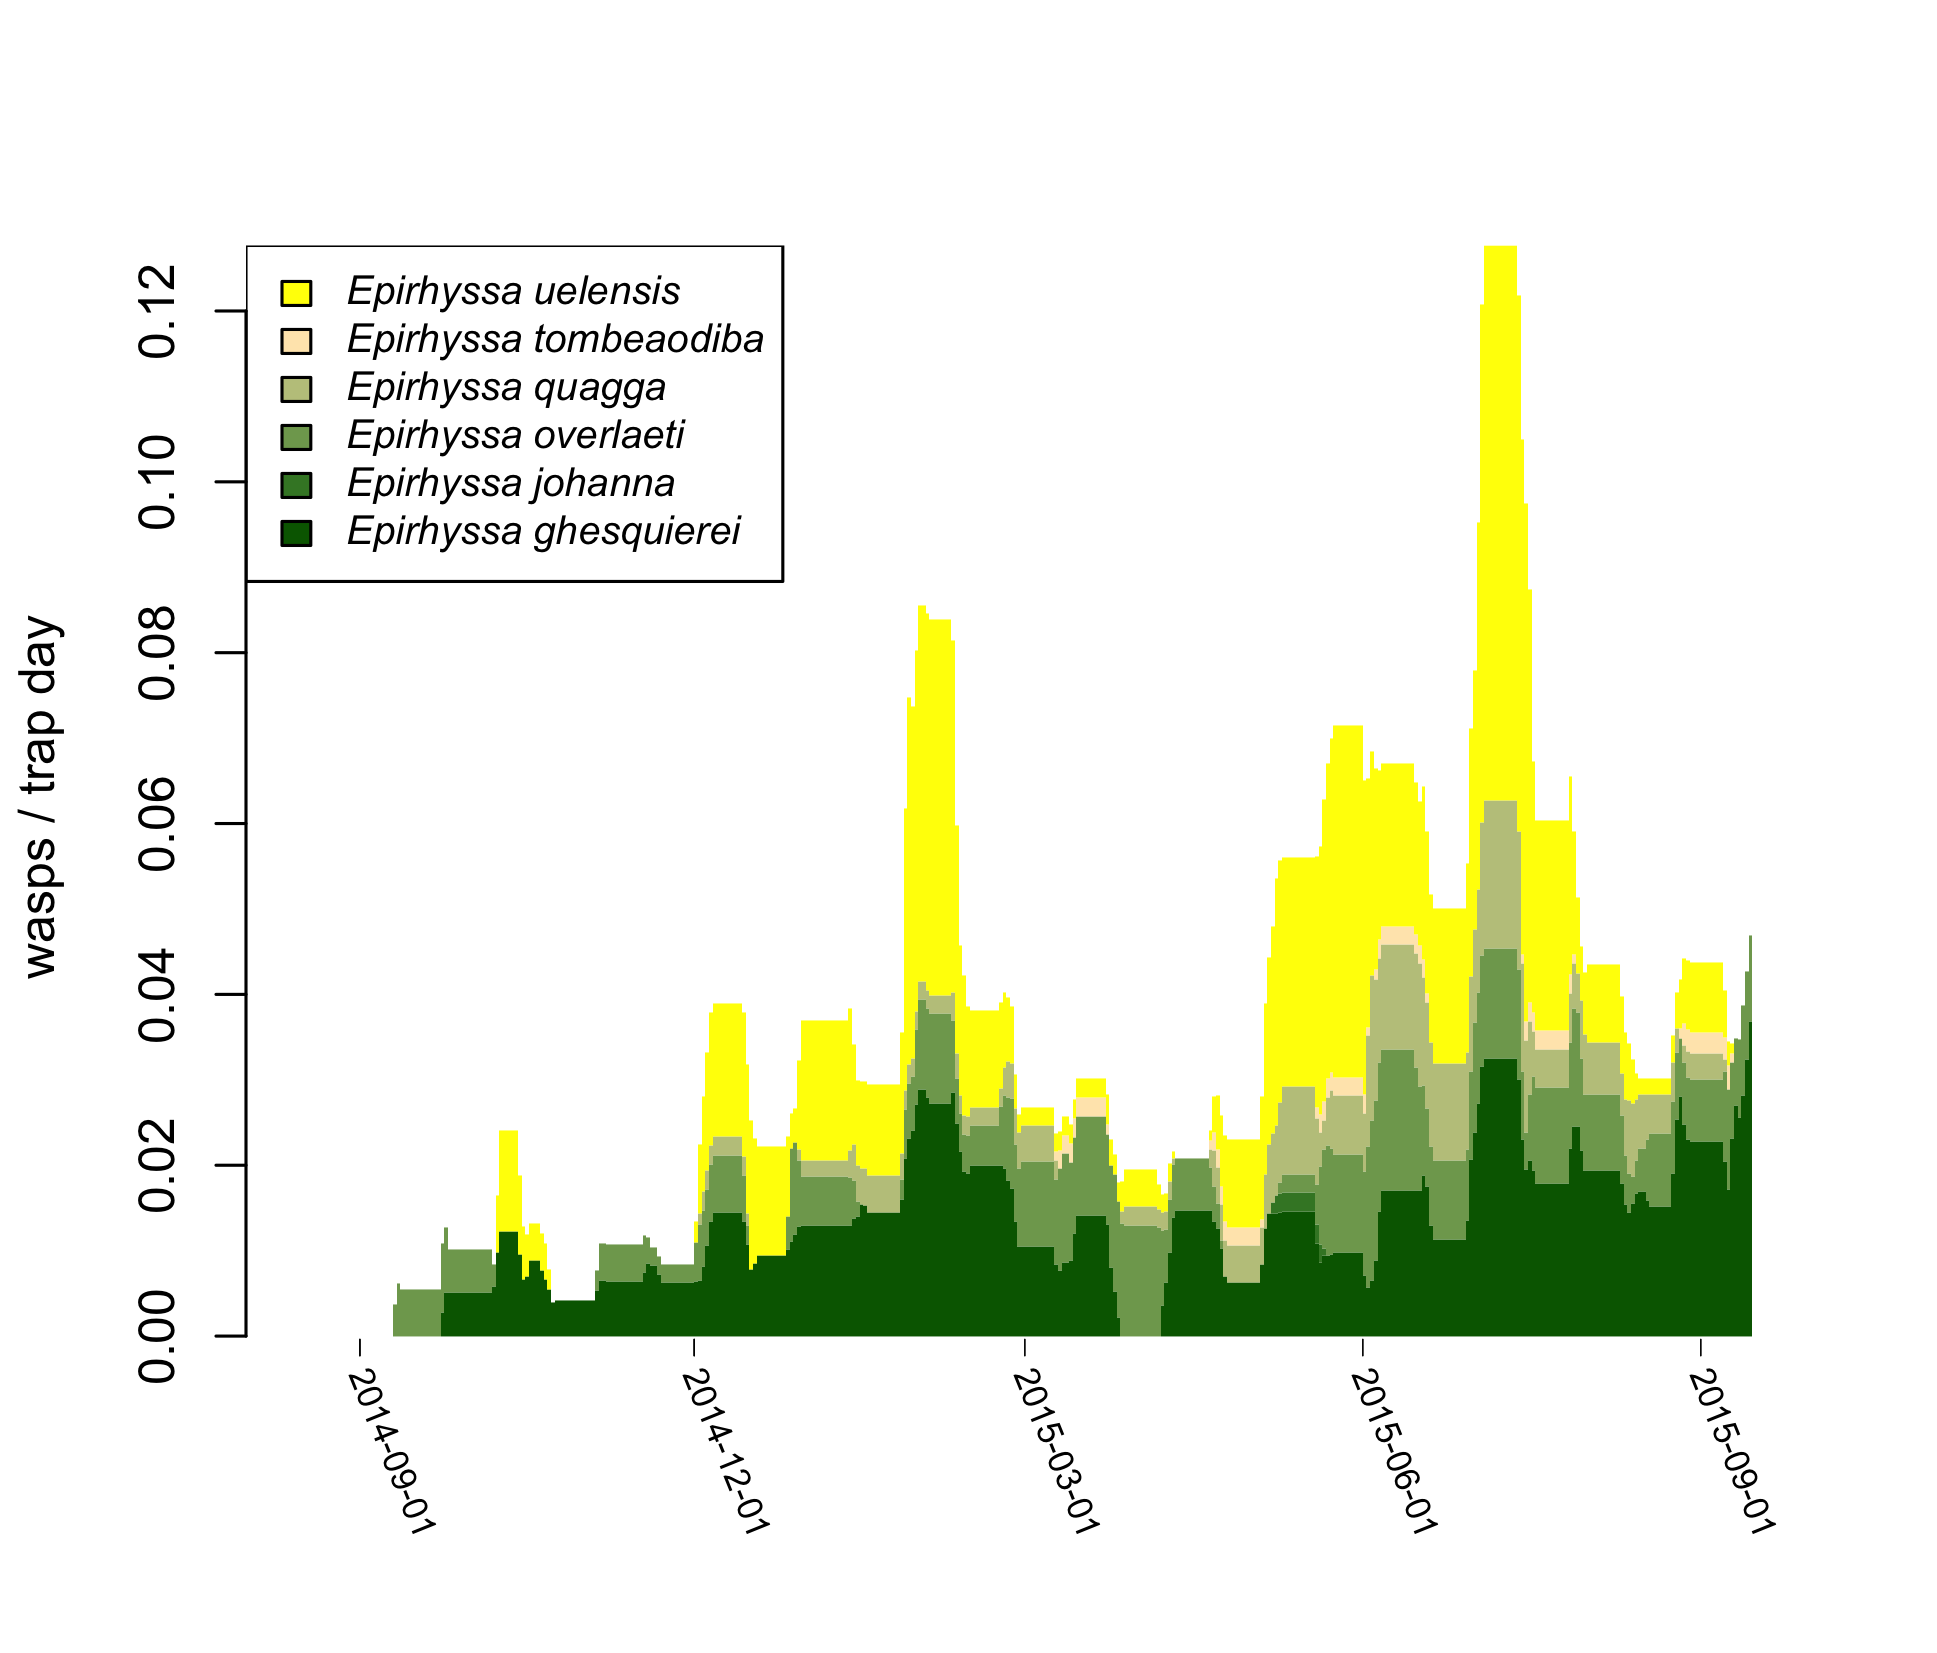 Epirhyssa uelensis
Epirhyssa tombeaodiba
Epirhyssa quagga
Epirhyssa overlaeti
Epirhyssa johanna
Epirhyssa ghesquierei
wasps / trap day
0.12
0.10
0.08
0.06
0.04
0.02
0.00
2014-09-01
2014-12-01
2015-03-01
2015-06-01
2015-09-01